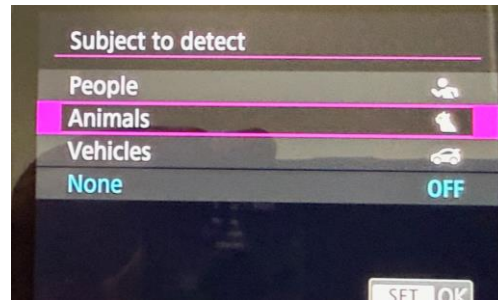 Subject to detect
People
Animals
Vehicles
None OFF
SET OK